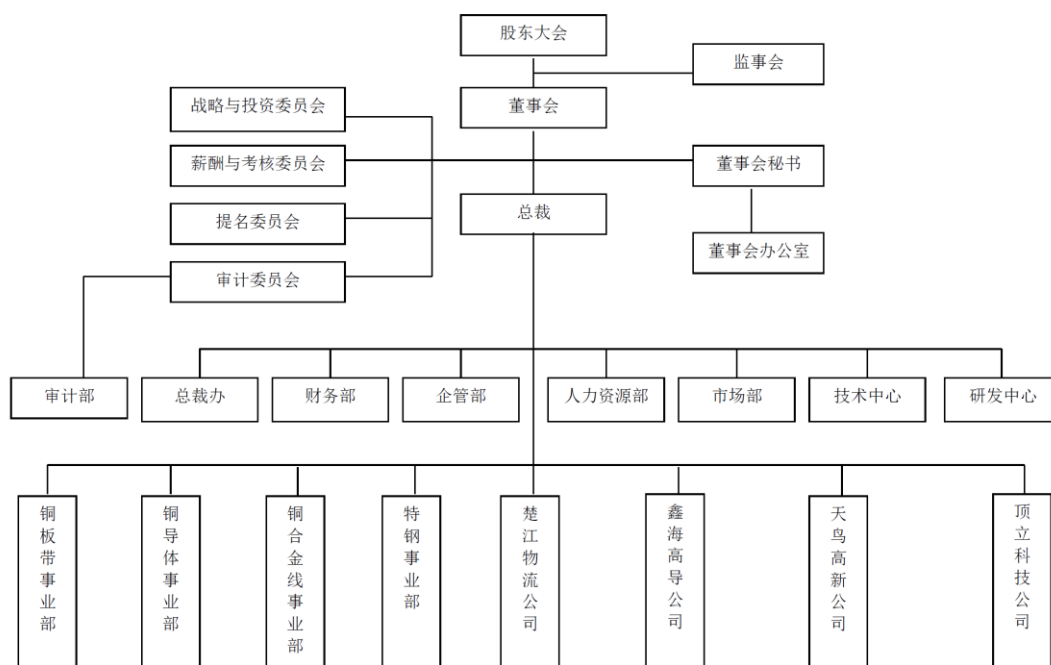 股东大会
监事会
董事会
战略与投资委员会
薪酬与考核委员会
董事会秘书
总裁
提名委员会
董事会办公室
审计委员会
审计部
总裁办
财务部
企管部
人力资源部
市场部
技术中心
研发中心
铜板带事业部
铜导体事业部
铜合金线事业部
特钢事业部
楚江物流公司
鑫海高导公司
天鸟高新公司
顶立科技公司